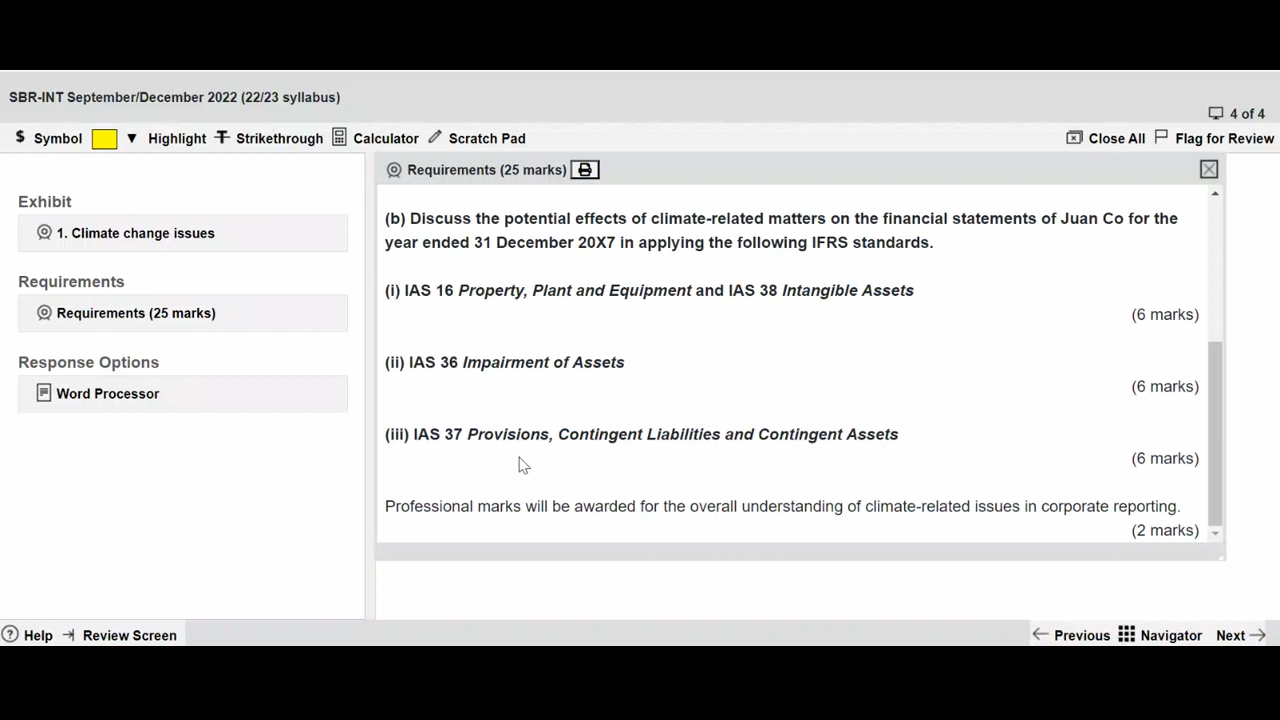 SBR-INT September/December 2022 (22/23 syllabus)
4 of 4
$ Symbol Highlight T Strikethrough Calculator Scratch Pad Close All Flag for Review
Exhibit
1. Climate change issues
Requirements
Requirements (25 marks)
Response Options
Word Processor
Requirements (25 marks)
(b) Discuss the potential effects of climate-related matters on the financial statements of Juan Co for the
year ended 31 December 20X7 in applying the following IFRS standards.
(i) IAS 16 Property, Plant and Equipment and IAS 38 Intangible Assets
(6 marks)
(ii) IAS 36 Impairment of Assets
(6 marks)
(iii) IAS 37 Provisions, Contingent Liabilities and Contingent Assets
(6 marks)
Professional marks will be awarded for the overall understanding of climate-related issues in corporate reporting.
(2 marks)
? Help Review Screen Previous Navigator Next